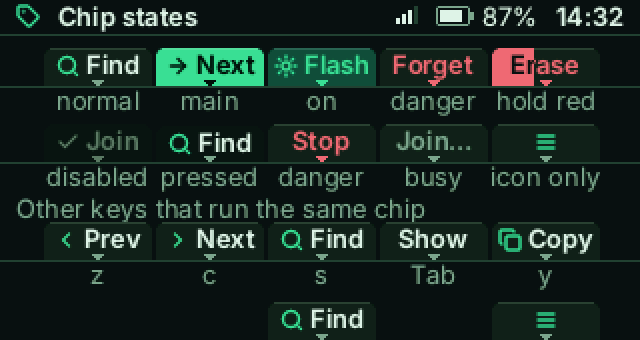 Chip states 87% 14:32
Find Next Flash Forget Erase
normal main on danger hold red
Join Find Stop Join...
disabled pressed danger busy icon only
Other keys that run the same chip
Prev Next Find Show Copy
z c s Tab y
Find